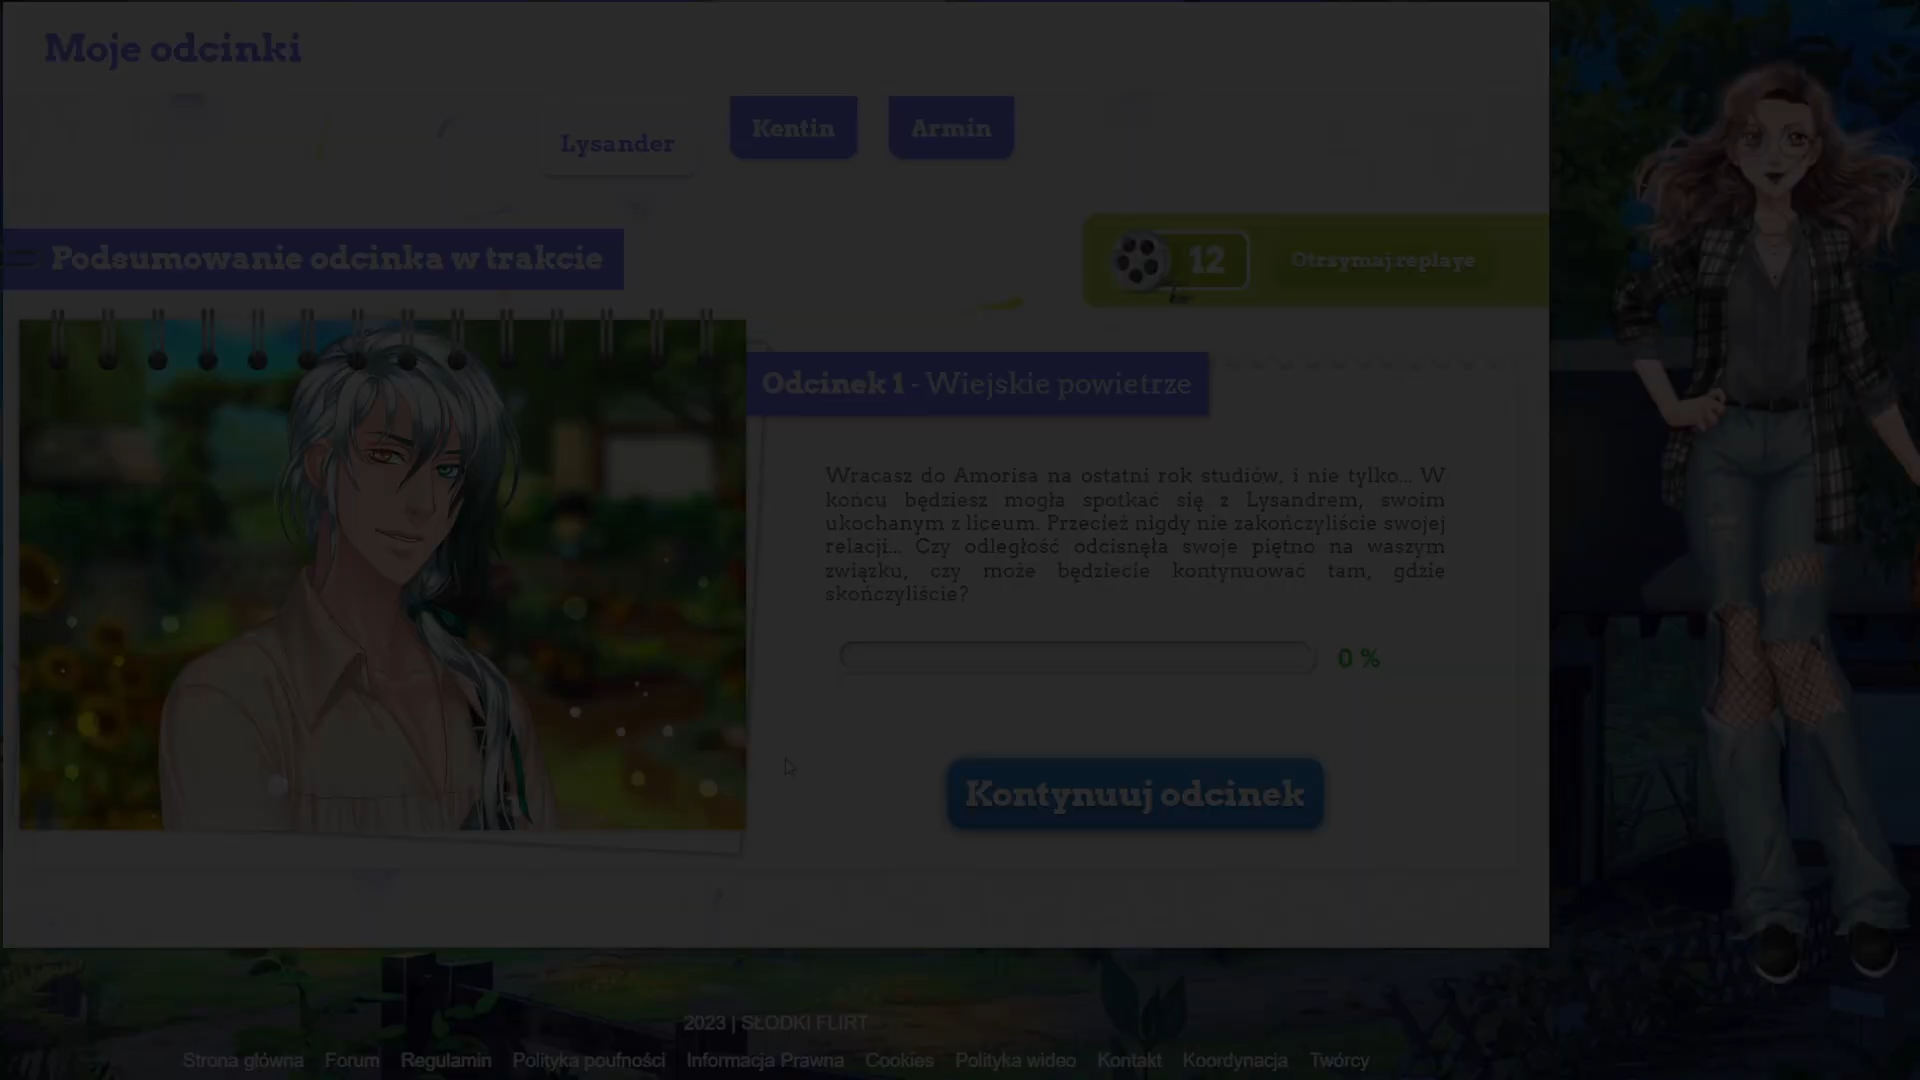 Moje odcinki
Lysander
Kentin
Armin
Podsumowanie odcinka w trakcie
12
Otrzymaj replaye
Odcinek 1 - Wiejskie powietrze
Wracasz do Amorisa na ostatni rok studiów, i nie tylko... W
końcu będziesz mogła spotkać się z Lysandrem, swoim
ukochanym z liceum. Przecież nigdy nie zakończyliście swojej
relacji... Czy odległość odcisnęła swoje piętno na waszym
związku, czy może będziecie kontynuować tam, gdzie
skończyliście?
0 %
Kontynuuj odcinek
2023 | SŁODKI FLIRT
Strona główna Forum Regulamin Polityka poufności Informacja Prawna Cookies Polityka wideo Kontakt Koordynacja Twórcy